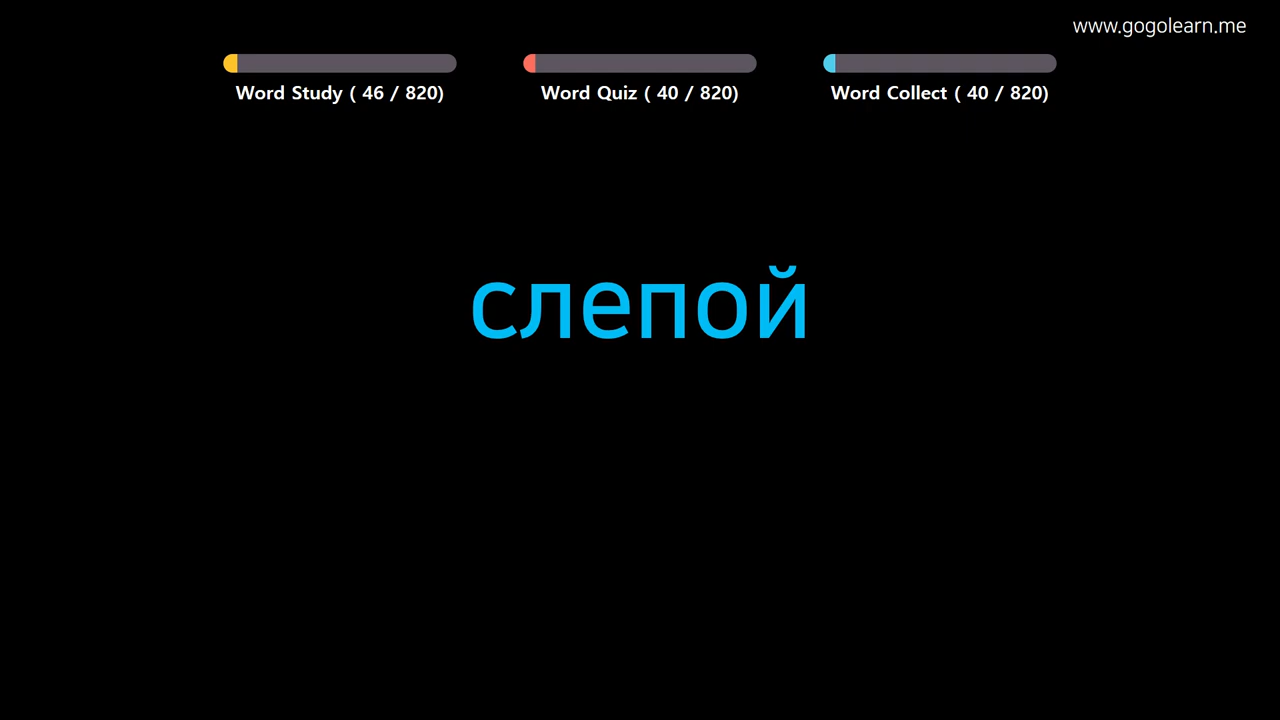 www.gogolearn.me
Word Study ( 46 / 820)
Word Quiz ( 40 / 820)
Word Collect ( 40 / 820)
слепой